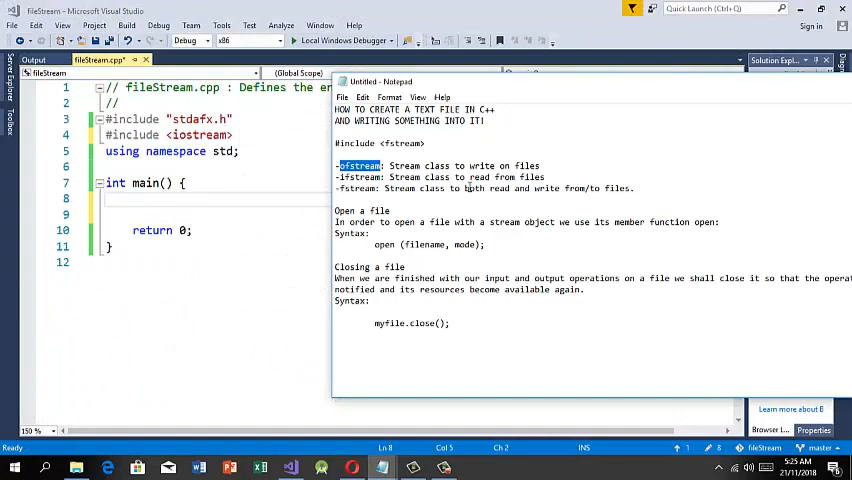 fileStream - Microsoft Visual Studio
Quick Launch (Ctrl+Q)
File Edit View Project Build Debug Team Tools Test Analyze Window Help
Sign in
Debug x86 Local Windows Debugger
Output fileStream.cpp*
Solution Expl...
fileStream (Global Scope)
Server Explorer
Toolbox
1 // fileStream.cpp : Defines the en
2 //
3 #include "stdafx.h"
4 #include <iostream>
5 using namespace std;
6
7 int main() {
8
9
10 return 0;
11 }
12
Untitled - Notepad
File Edit Format View Help
HOW TO CREATE A TEXT FILE IN C++
AND WRITING SOMETHING INTO IT!
#include <fstream>
-ofstream: Stream class to write on files
-ifstream: Stream class to read from files
-fstream: Stream class to both read and write from/to files.
Open a file
In order to open a file with a stream object we use its member function open:
Syntax:
open (filename, mode);
Closing a file
When we are finished with our input and output operations on a file we shall close it so that the operat
notified and its resources become available again.
Syntax:
myfile.close();
Learn more about B
150 %
Browser L... Properties
Ready Ln 8 Col 5 Ch 2 INS 1 8 fileStream master
5:25 AM
21/11/2018